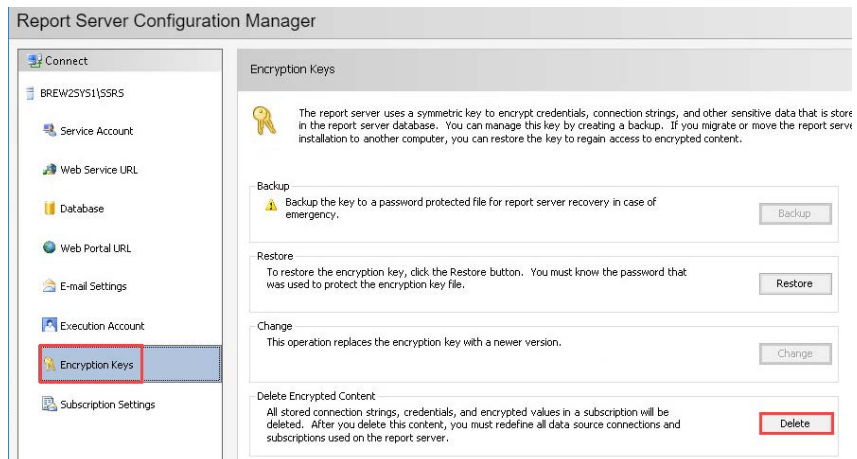 Report Server Configuration Manager
Connect
BREW2SYS1\SSRS
Service Account
Web Service URL
Database
Web Portal URL
E-mail Settings
Execution Account
Encryption Keys
Subscription Settings
Encryption Keys
The report server uses a symmetric key to encrypt credentials, connection strings, and other sensitive data that is store
in the report server database. You can manage this key by creating a backup. If you migrate or move the report serve
installation to another computer, you can restore the key to regain access to encrypted content.
Backup
Backup the key to a password protected file for report server recovery in case of
emergency.
Backup
Restore
To restore the encryption key, click the Restore button. You must know the password that
was used to protect the encryption key file.
Restore
Change
This operation replaces the encryption key with a newer version.
Change
Delete Encrypted Content
All stored connection strings, credentials, and encrypted values in a subscription will be
deleted. After you delete this content, you must redefine all data source connections and
subscriptions used on the report server.
Delete